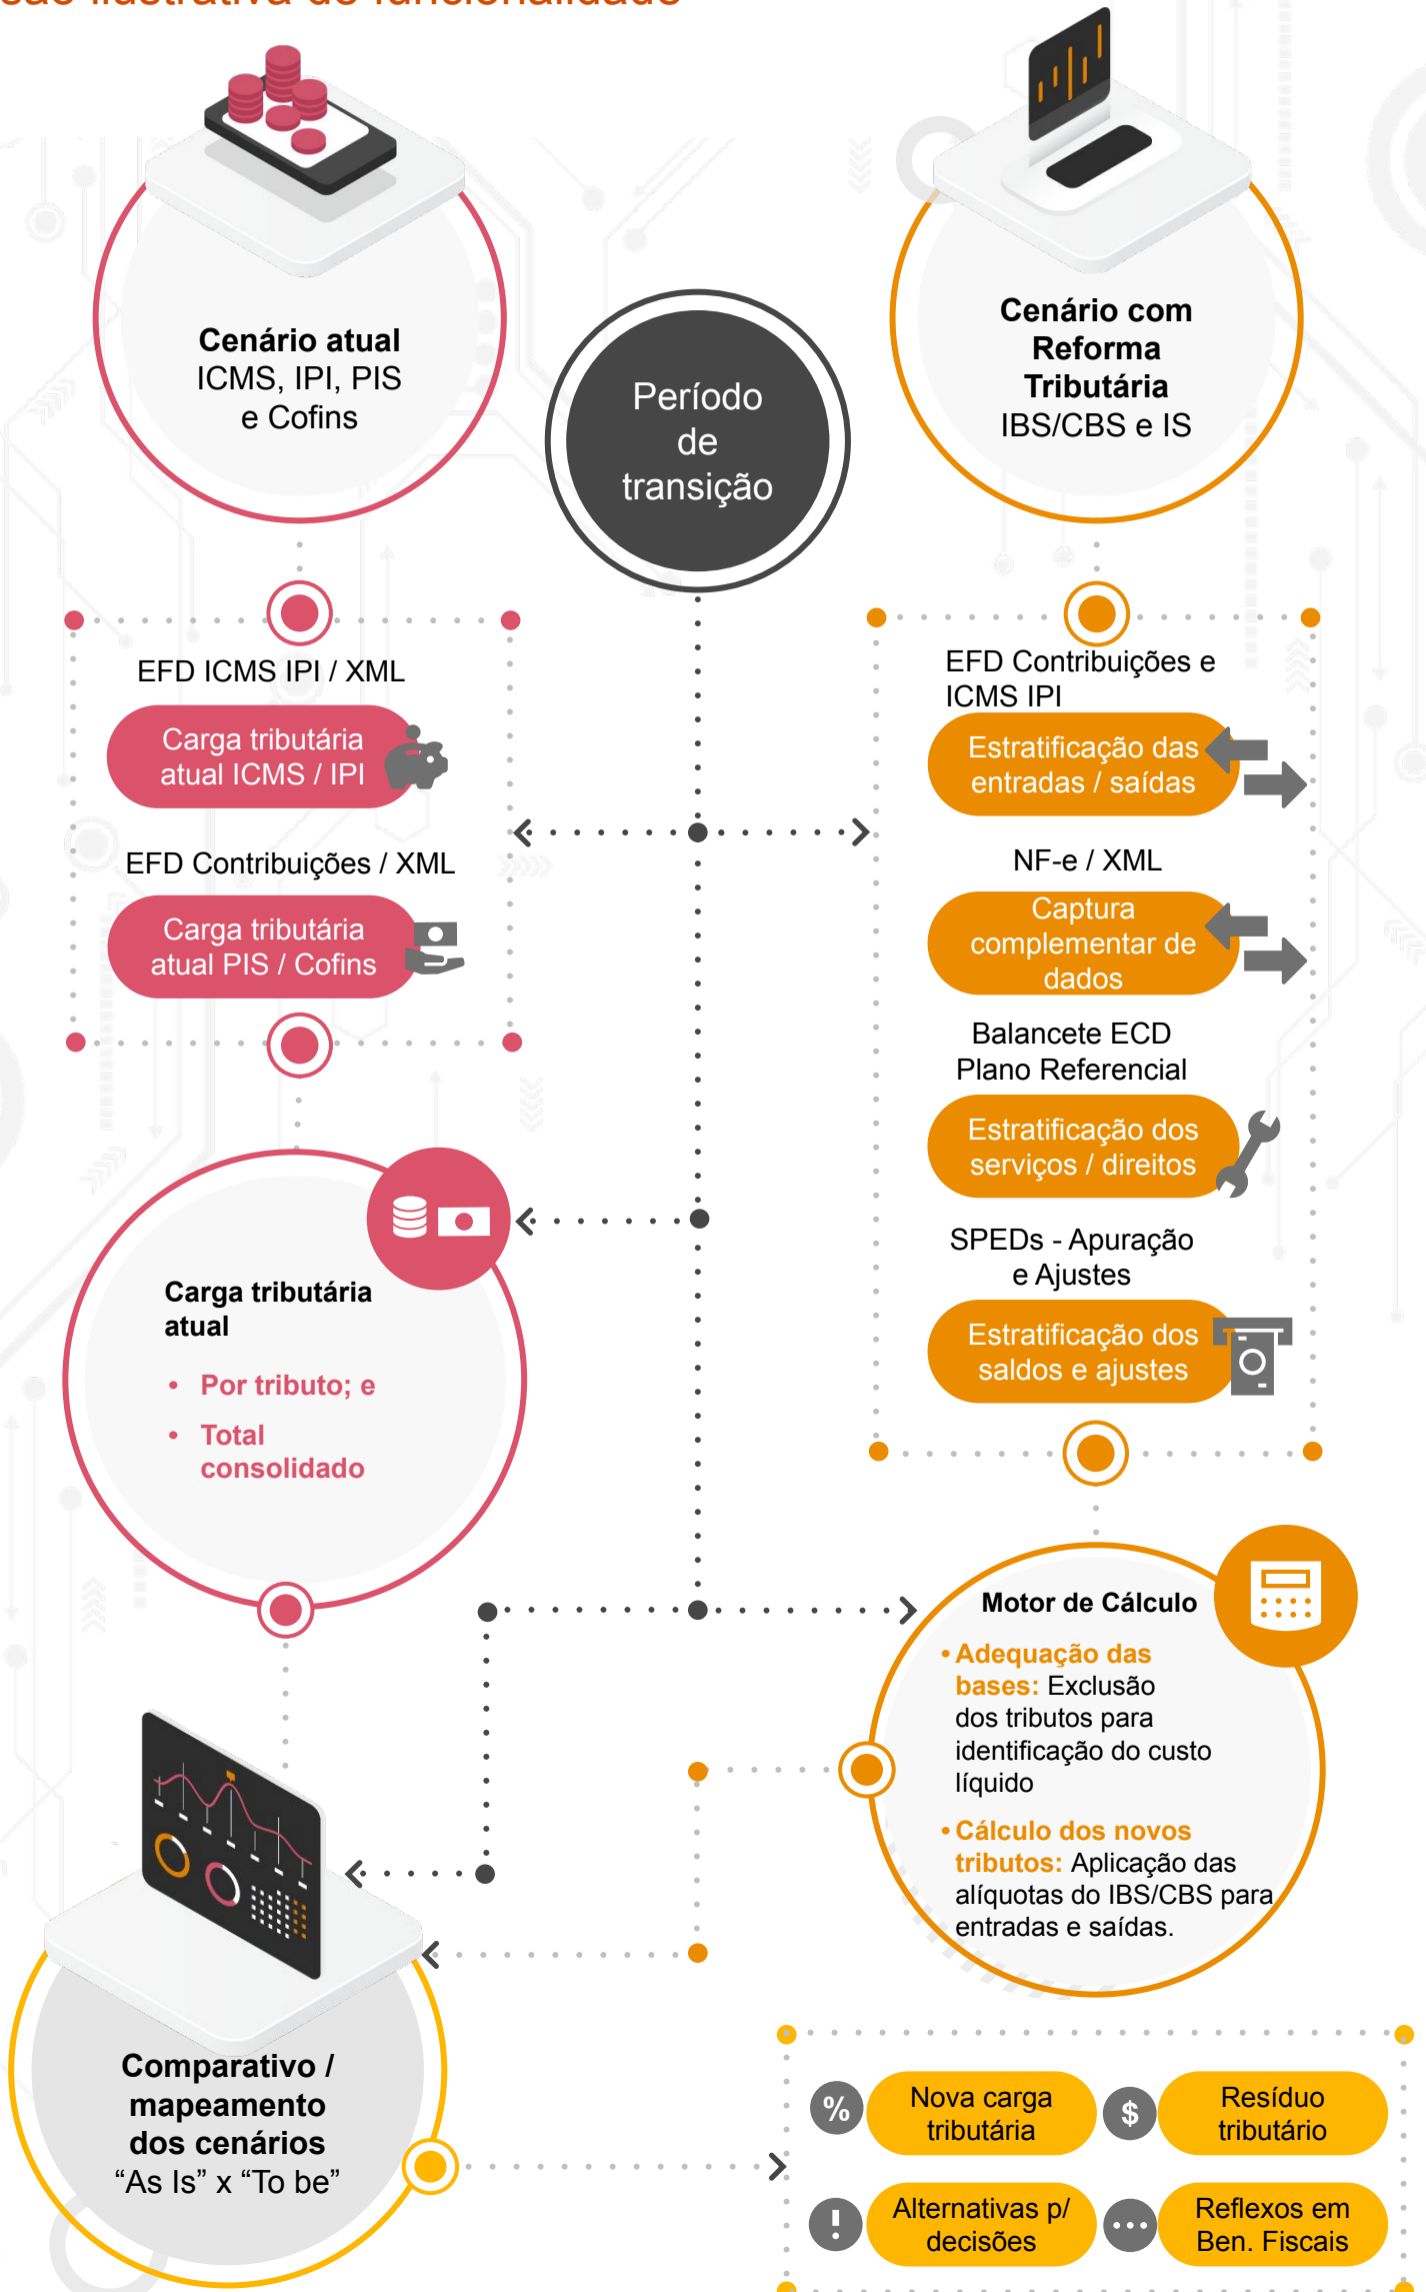 ilustrativa de funcionalidade
Cenário atual
ICMS, IPI, PIS
e Cofins
Período
de
transição
Cenário com
Reforma
Tributária
IBS/CBS e IS
EFD ICMS IPI / XML
Carga tributária
atual ICMS / IPI
EFD Contribuições / XML
Carga tributária
atual PIS / Cofins
EFD Contribuições e
ICMS IPI
Estratificação das
entradas / saídas
NF-e / XML
Captura
complementar de
dados
Balancete ECD
Plano Referencial
Estratificação dos
serviços / direitos
SPEDs - Apuração
e Ajustes
Estratificação dos
saldos e ajustes
Carga tributária
atual
• Por tributo; e
• Total
consolidado
Motor de Cálculo
• Adequação das
bases: Exclusão
dos tributos para
identificação do custo
líquido
• Cálculo dos novos
tributos: Aplicação das
alíquotas do IBS/CBS para
entradas e saídas.
Comparativo /
mapeamento
dos cenários
“As Is” x “To be”
%
Nova carga
tributária
$
Resíduo
tributário
!
Alternativas p/
decisões
Reflexos em
Ben. Fiscais